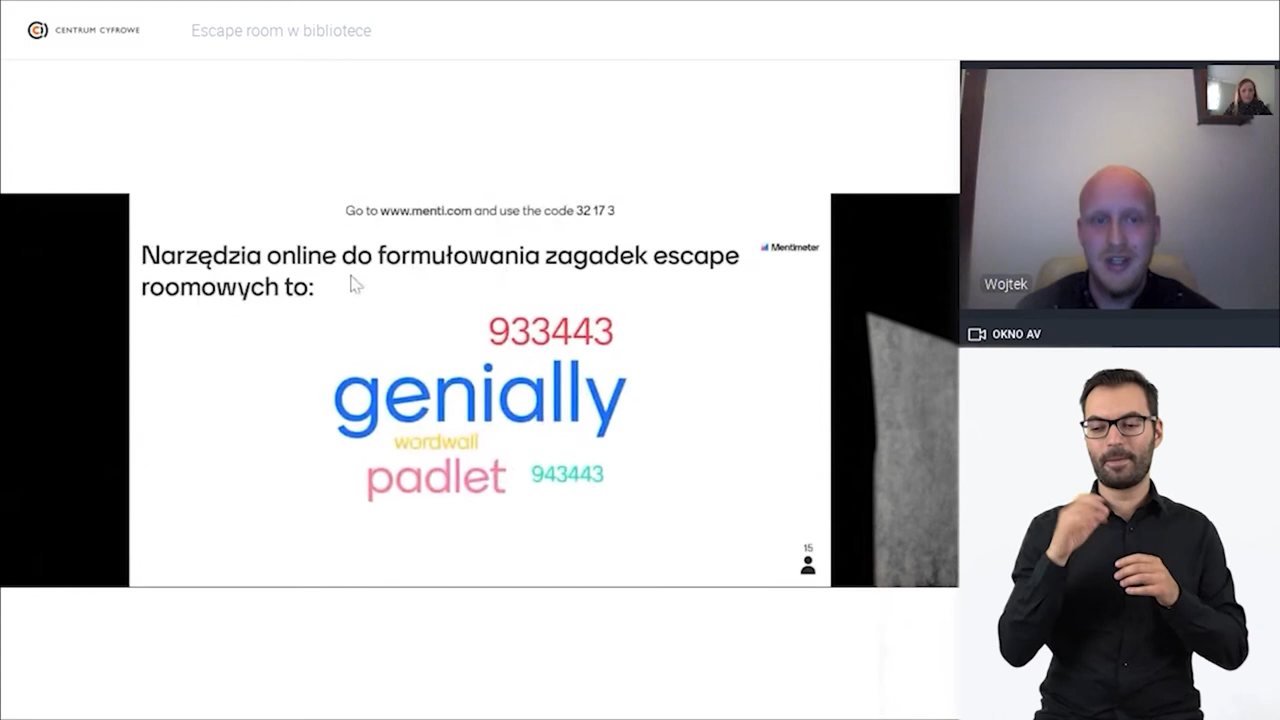 CENTRUM CYFROWE
Escape room w bibliotece
Go to www.menti.com and use the code 32 17 3
Narzędzia online do formułowania zagadek escape
roomowych to:
Mentimeter
933443
genially
wordwall
padlet
943443
15
Wojtek
OKNO AV